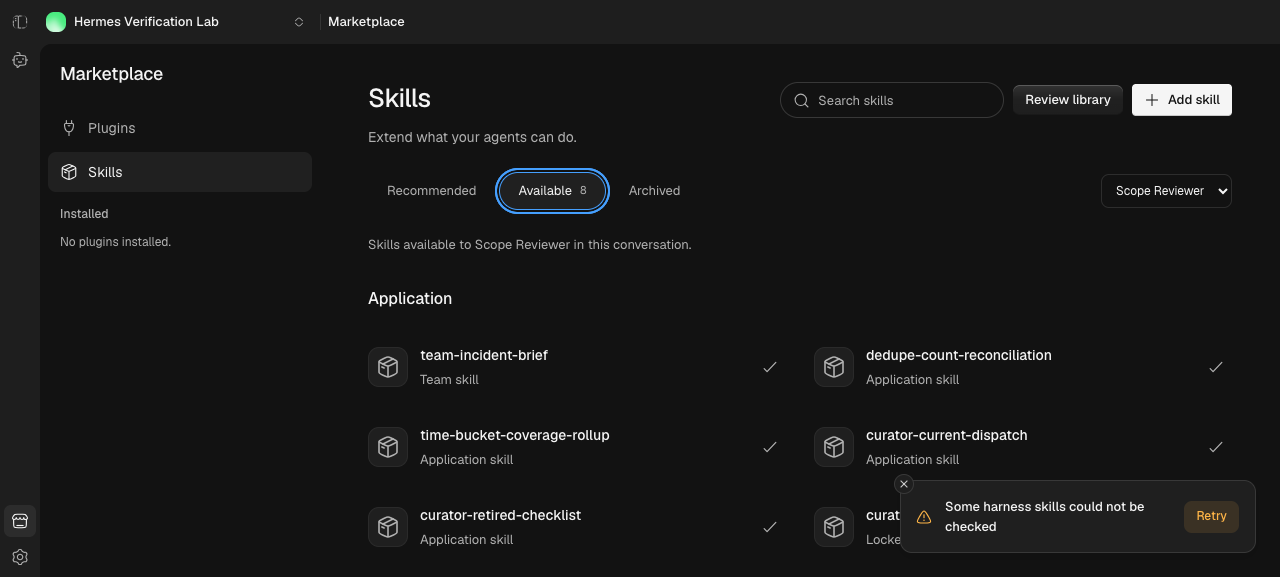 Hermes Verification Lab
Marketplace
Marketplace
Plugins
Skills
Installed
No plugins installed.
Skills
Extend what your agents can do.
Search skills
Review library
Add skill
Recommended
Available 8
Archived
Scope Reviewer
Skills available to Scope Reviewer in this conversation.
Application
team-incident-brief
Team skill
dedupe-count-reconciliation
Application skill
time-bucket-coverage-rollup
Application skill
curator-current-dispatch
Application skill
curator-retired-checklist
Application skill
Some harness skills could not be
checked
Retry